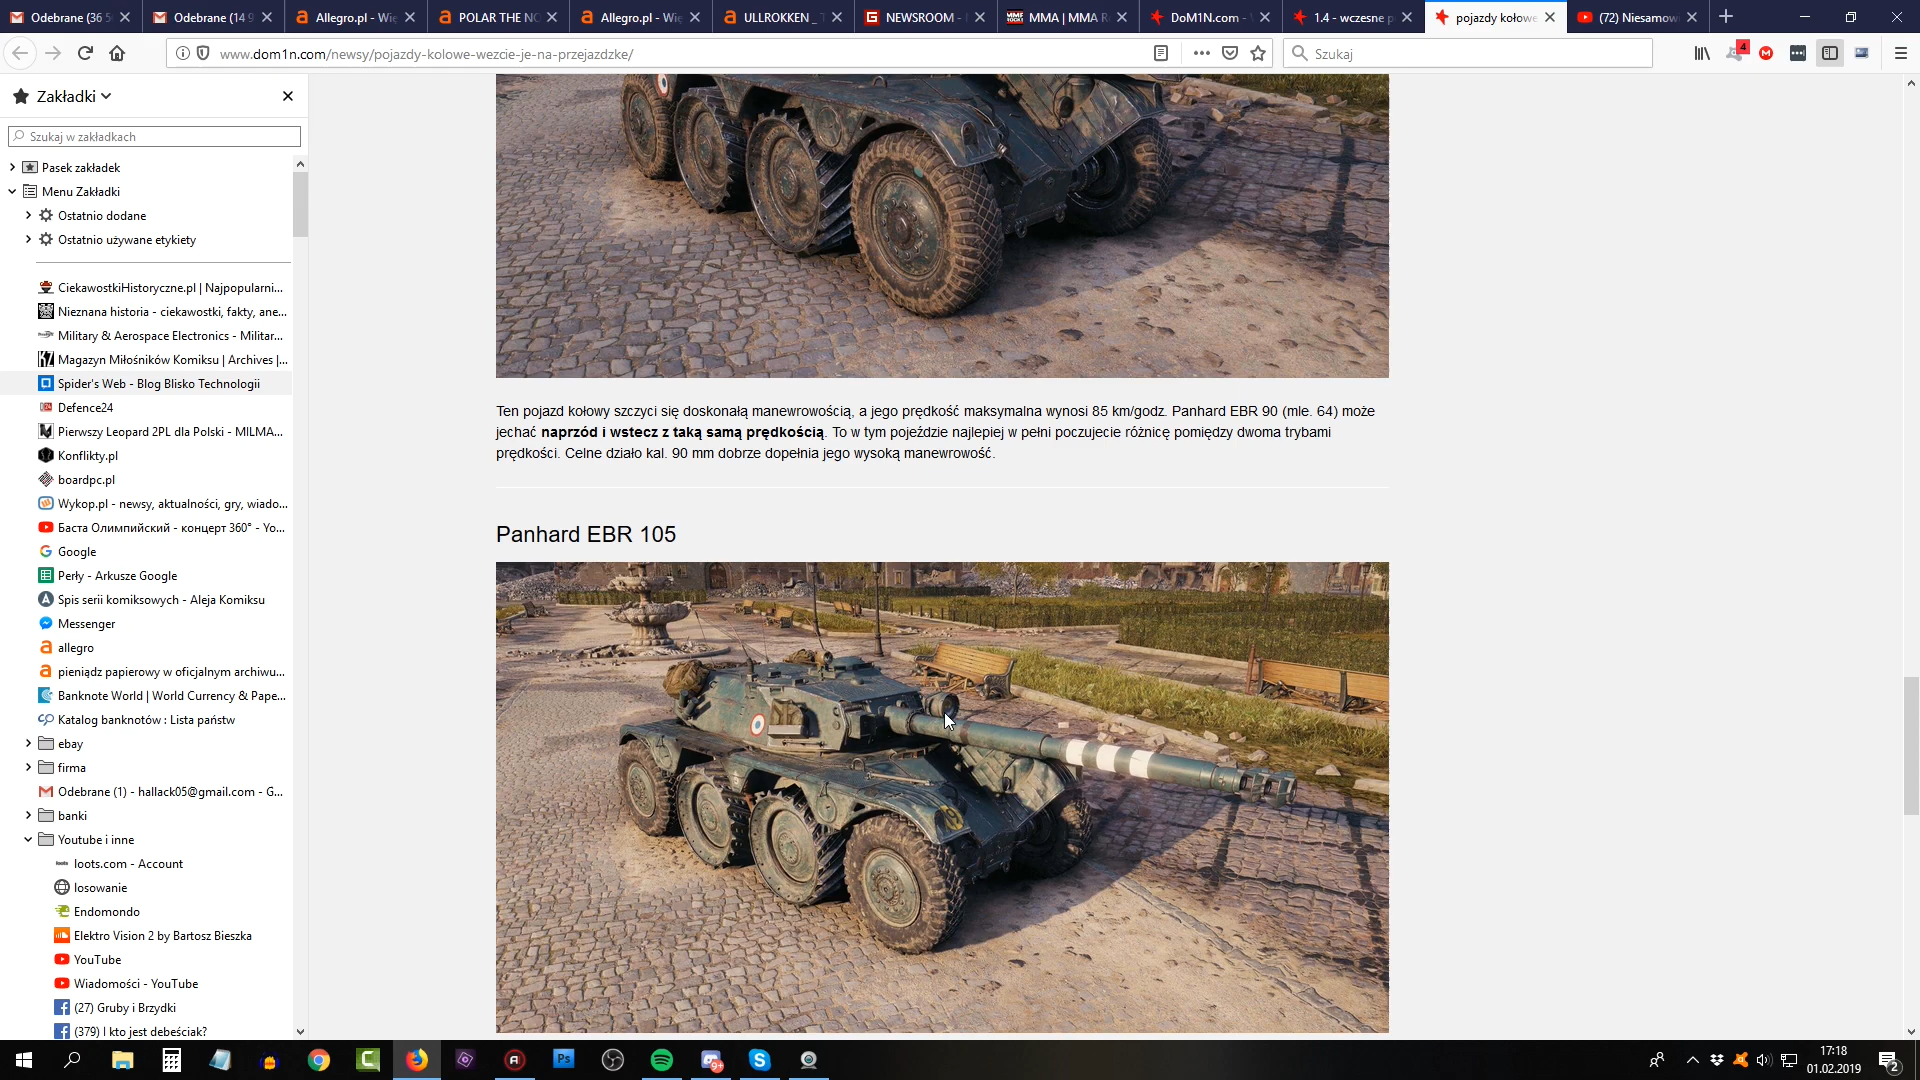 Odebrane (36 5
Odebrane (14 9
Allegro.pl - Wię
POLAR THE NO
Allegro.pl - Wię
ULLROKKEN _
NEWSROOM -
MMA | MMA R
DoM1N.com -
1.4 - wczesne p
pojazdy kołowe
(72) Niesamow
www.dom1n.com/newsy/pojazdy-kolowe-wezcie-je-na-przejazdzke/
Szukaj
4
Zakładki
Szukaj w zakładkach
Pasek zakładek
Menu Zakładki
Ostatnio dodane
Ostatnio używane etykiety
CiekawostkiHistoryczne.pl | Najpopularni...
Nieznana historia - ciekawostki, fakty, ane...
Military & Aerospace Electronics - Militar...
Magazyn Miłośników Komiksu | Archives |...
Spider's Web - Blog Blisko Technologii
Defence24
Pierwszy Leopard 2PL dla Polski - MILMA...
Konflikty.pl
boardpc.pl
Wykop.pl - newsy, aktualności, gry, wiado...
Баста Олимпийский - концерт 360° - Yo...
Google
Perły - Arkusze Google
Spis serii komiksowych - Aleja Komiksu
Messenger
allegro
pieniądz papierowy w oficjalnym archiwu...
Banknote World | World Currency & Pape...
Katalog banknotów : Lista państw
ebay
firma
Odebrane (1) - hallack05@gmail.com - G...
banki
Youtube i inne
loots.com - Account
losowanie
Endomondo
Elektro Vision 2 by Bartosz Bieszka
YouTube
Wiadomości - YouTube
(27) Gruby i Brzydki
(379) I kto jest debeściak?
Ten pojazd kołowy szczyci się doskonałą manewrowością, a jego prędkość maksymalna wynosi 85 km/godz. Panhard EBR 90 (mle. 64) może
jechać naprzód i wstecz z taką samą prędkością. To w tym pojeździe najlepiej w pełni poczujecie różnicę pomiędzy dwoma trybami
prędkości. Celne działo kal. 90 mm dobrze dopełnia jego wysoką manewrowość.
Panhard EBR 105
Ps
9+
17:18
01.02.2019
2